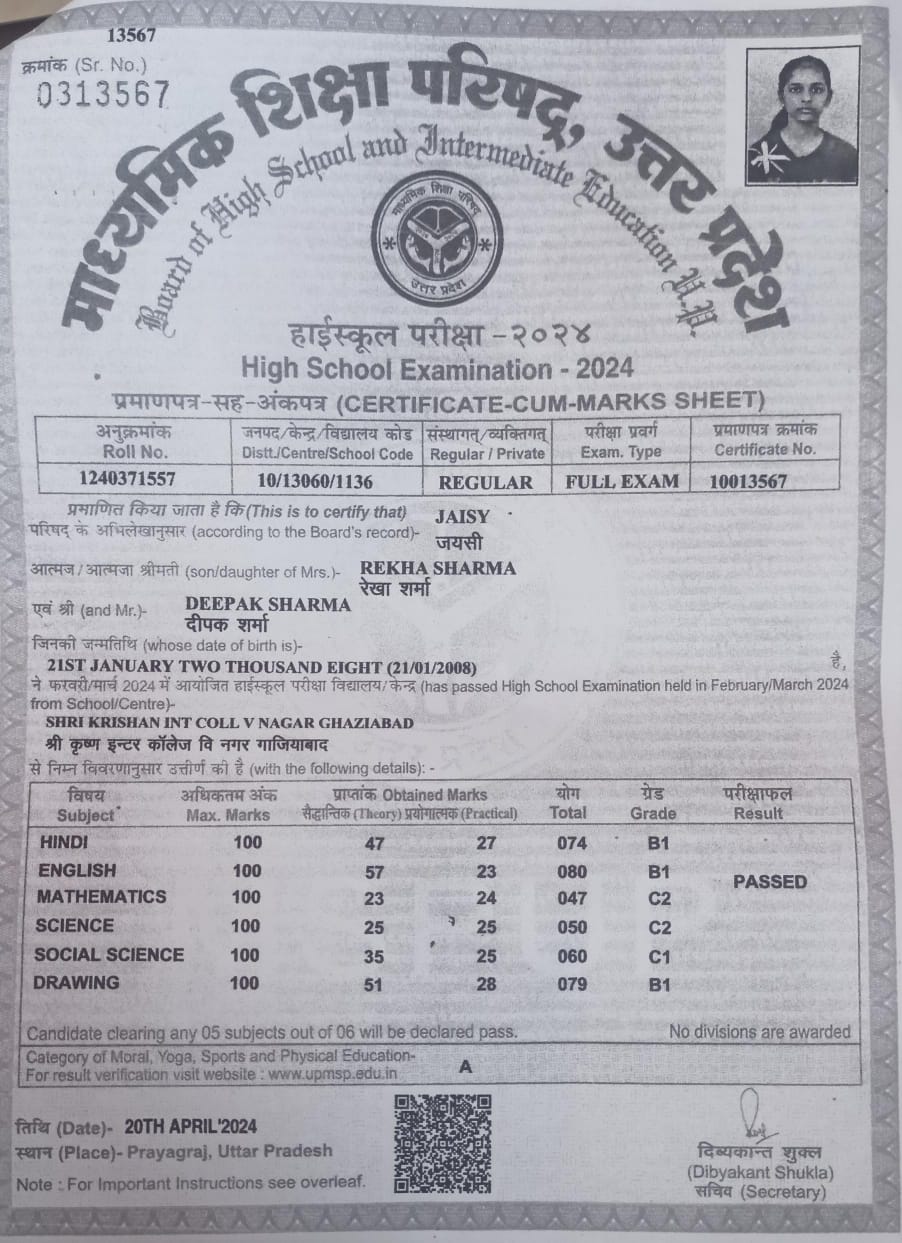 13567
क्रमांक (Sr. No.)
0313567
माध्यमिक शिक्षा परिषद्, उत्तर प्रदेश
Board of High School and Intermediate Education U.P.
माध्यमिक शिक्षा परिषद्
उत्तर प्रदेश
हाईस्कूल परीक्षा -२०२४
High School Examination - 2024
प्रमाणपत्र-सह-अंकपत्र (CERTIFICATE-CUM-MARKS SHEET)
अनुक्रमांक जनपद/केन्द्र/विद्यालय कोड संस्थागत्/व्यक्तिगत् परीक्षा प्रवर्ग प्रमाणपत्र क्रमांक
Roll No. Distt./Centre/School Code Regular / Private Exam. Type Certificate No.
1240371557 10/13060/1136 REGULAR FULL EXAM 10013567
प्रमाणित किया जाता है कि (This is to certify that) JAISY
परिषद् के अभिलेखानुसार (according to the Board's record)- जयसी
आत्मज/आत्मजा श्रीमती (son/daughter of Mrs.)- REKHA SHARMA
रेखा शर्मा
एवं श्री (and Mr.)- DEEPAK SHARMA
दीपक शर्मा
जिनकी जन्मतिथि (whose date of birth is)-
21ST JANUARY TWO THOUSAND EIGHT (21/01/2008) है,
ने फरवरी/मार्च 2024 में आयोजित हाईस्कूल परीक्षा विद्यालय/केन्द्र (has passed High School Examination held in February/March 2024
from School/Centre)-
SHRI KRISHAN INT COLL V NAGAR GHAZIABAD
श्री कृष्ण इन्टर कॉलेज वि नगर गाजियाबाद
से निम्न विवरणानुसार उत्तीर्ण की है (with the following details): -
विषय अधिकतम अंक प्राप्तांक Obtained Marks योग ग्रेड परीक्षाफल
Subject Max. Marks सैद्धान्तिक (Theory) प्रयोगात्मक (Practical) Total Grade Result
HINDI 100 47 27 074 B1
ENGLISH 100 57 23 080 B1
PASSED
MATHEMATICS 100 23 24 047 C2
SCIENCE 100 25 25 050 C2
SOCIAL SCIENCE 100 35 25 060 C1
DRAWING 100 51 28 079 B1
Candidate clearing any 05 subjects out of 06 will be declared pass. No divisions are awarded
Category of Moral, Yoga, Sports and Physical Education- A
For result verification visit website : www.upmsp.edu.in
तिथि (Date)- 20TH APRIL'2024
स्थान (Place)- Prayagraj, Uttar Pradesh
Note : For Important Instructions see overleaf.
दिब्यकान्त शुक्ल
(Dibyakant Shukla)
सचिव (Secretary)